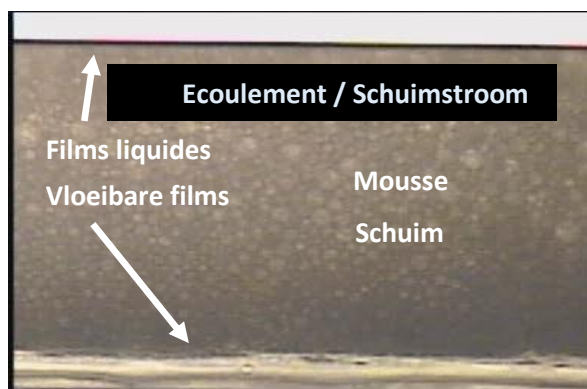 Ecoulement / Schuimstroom
Films liquides
Vloeibare films
Mousse
Schuim